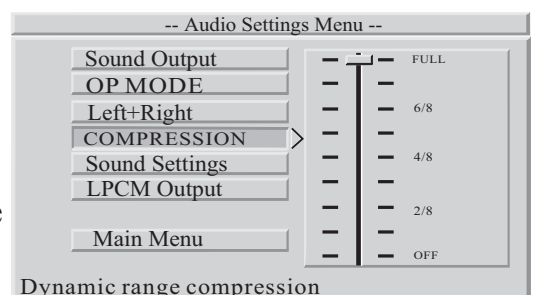 -- Audio Settings Menu --
Sound Output
OP MODE
Left+Right
COMPRESSION
Sound Settings
LPCM Output
Main Menu
FULL
6/8
4/8
2/8
OFF
Dynamic range compression